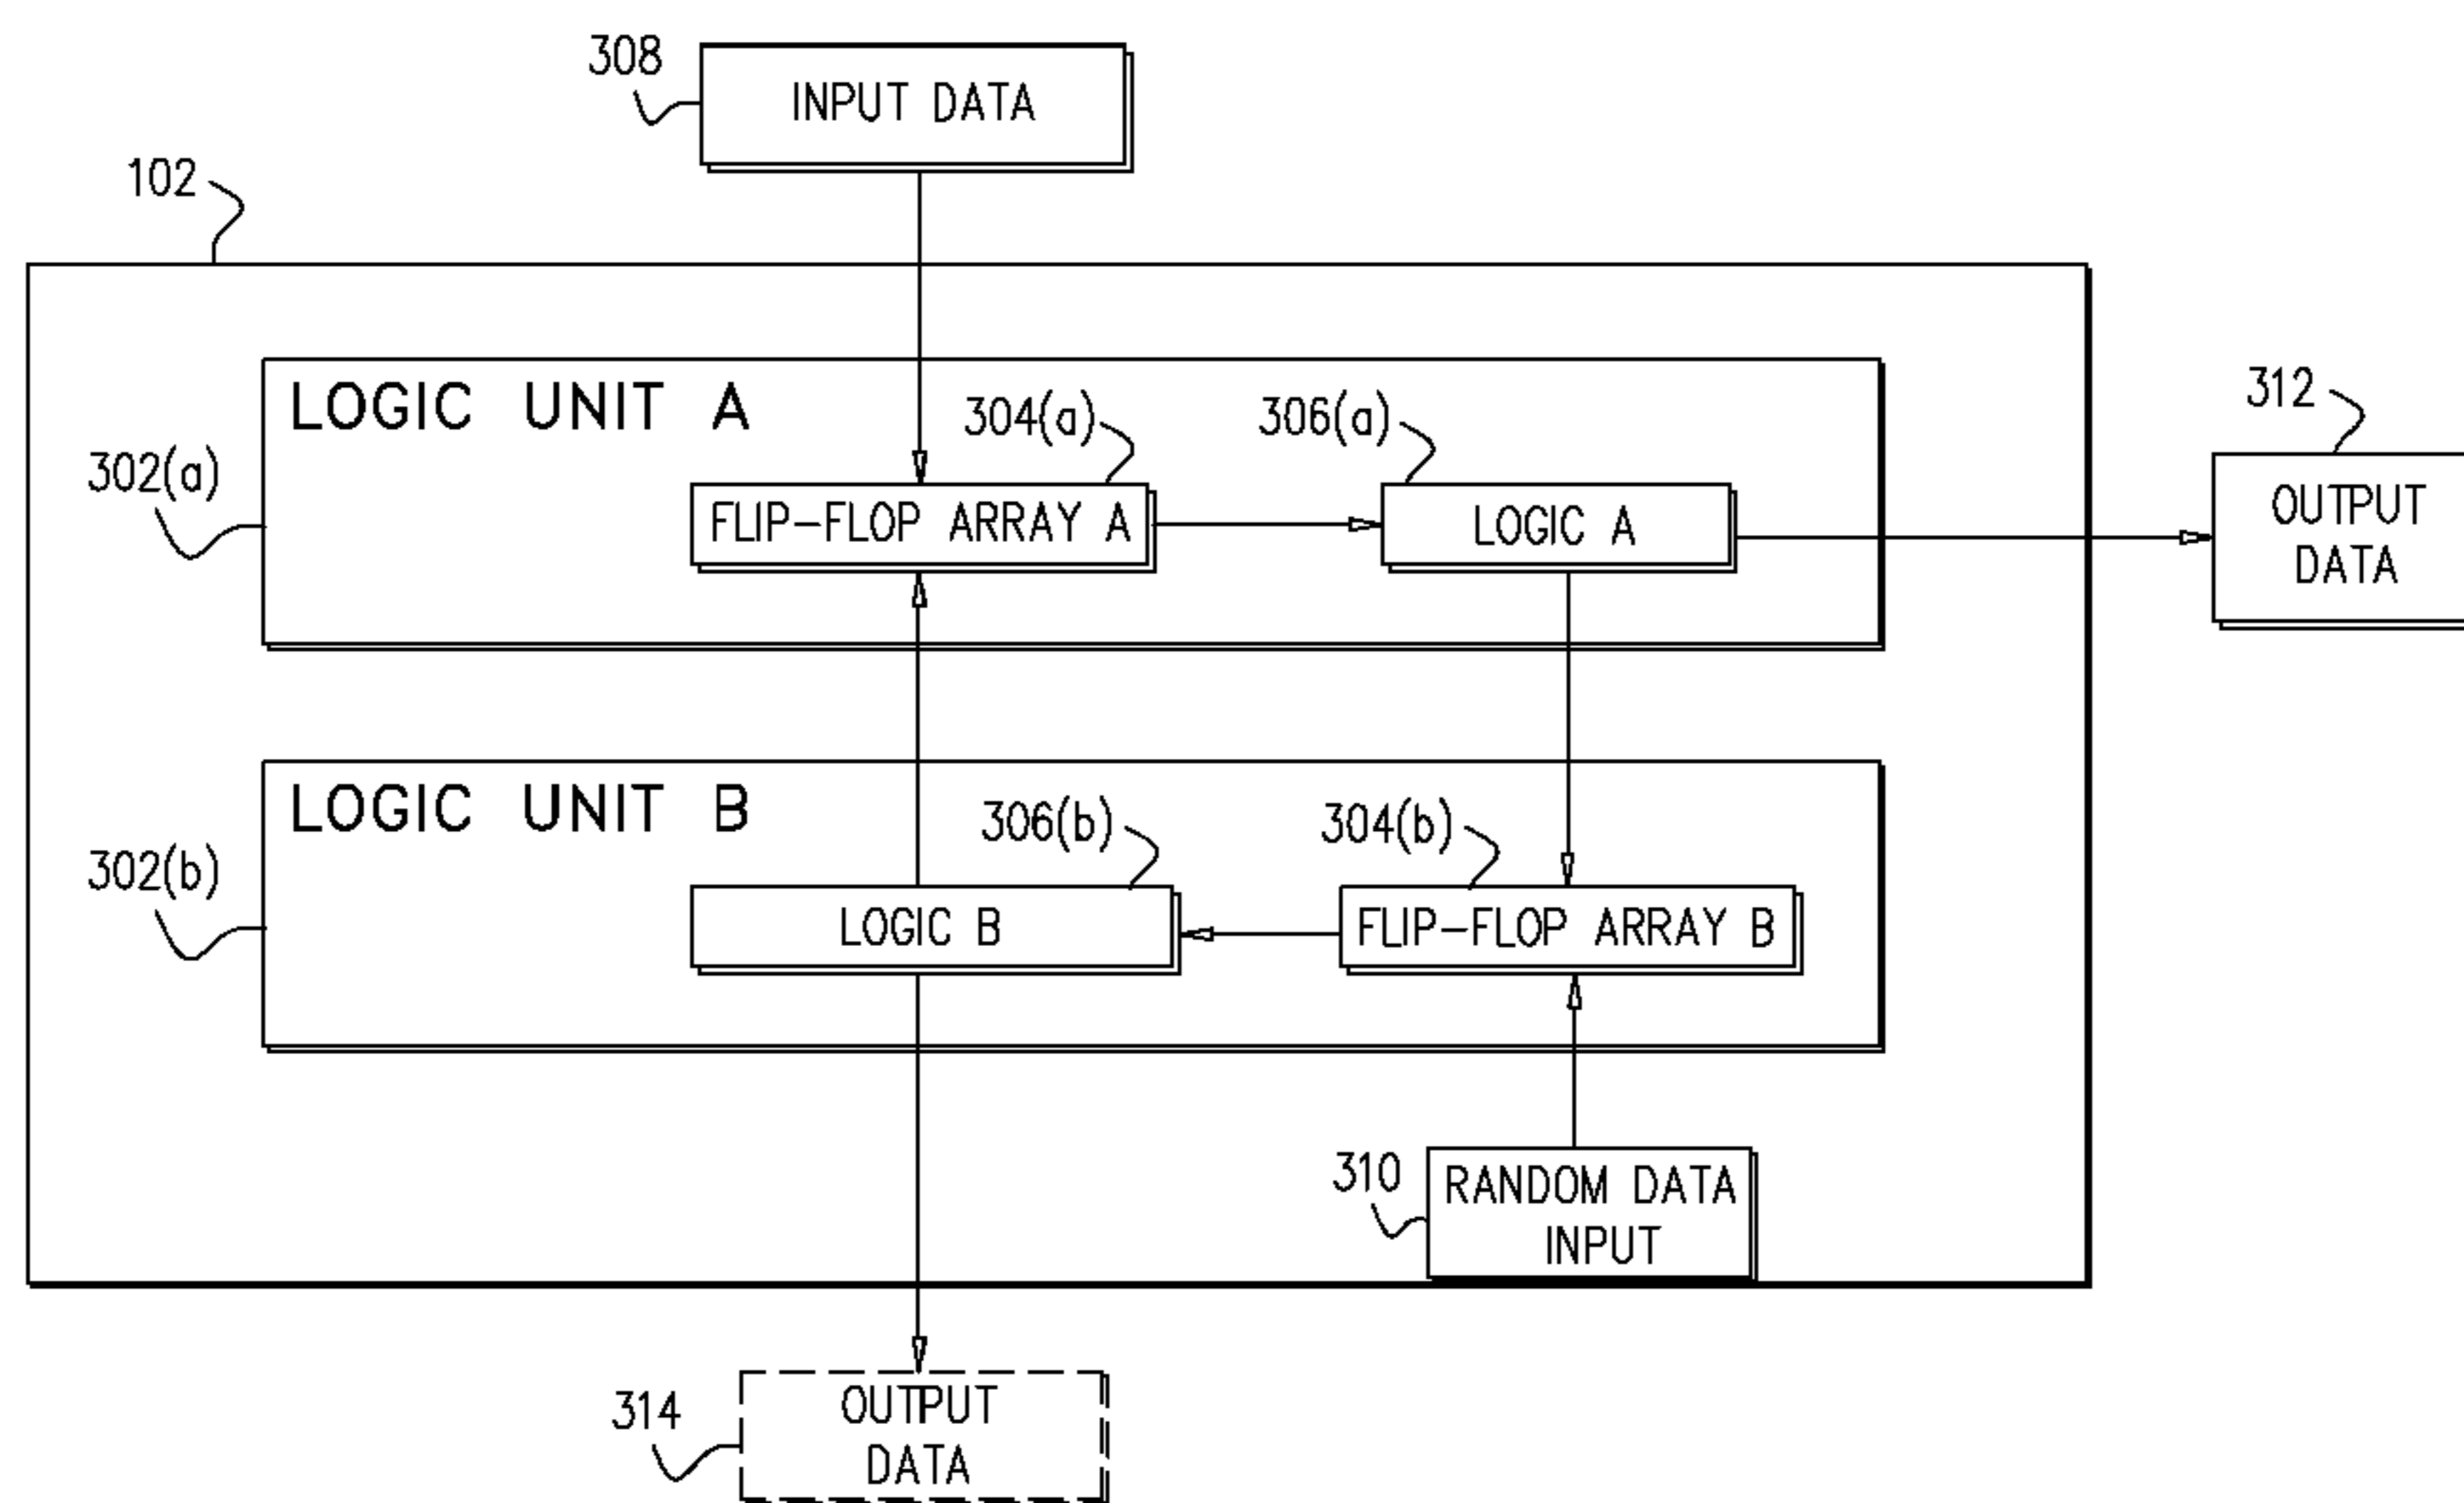 308
INPUT DATA
102
LOGIC UNIT A
304(a)
306(a)
312
302(a)
FLIP-FLOP ARRAY A
LOGIC A
OUTPUT
DATA
LOGIC UNIT B
306(b)
304(b)
302(b)
LOGIC B
FLIP-FLOP ARRAY B
310
RANDOM DATA
INPUT
314
OUTPUT
DATA